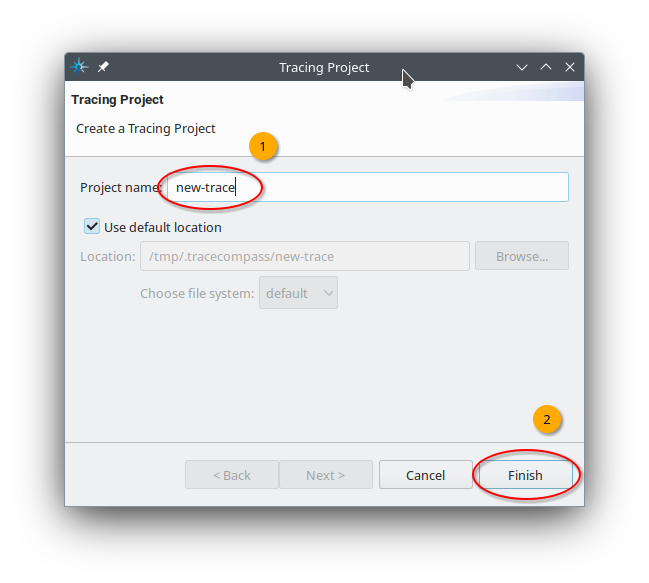 Tracing Project
Tracing Project
Create a Tracing Project
1
Project name: new-trace
Use default location
Location: /tmp/.tracecompass/new-trace Browse...
Choose file system: default
2
< Back Next > Cancel Finish